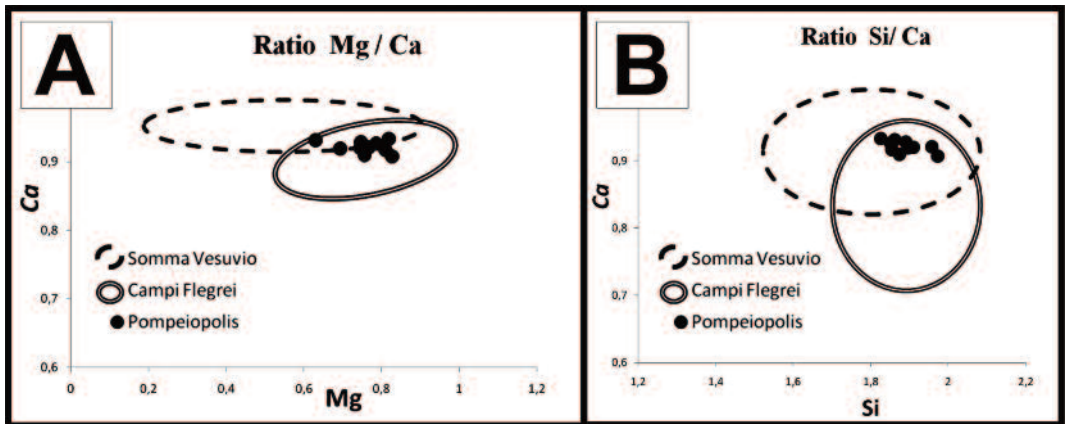 A
Ratio Mg / Ca
Ca
0,9
0,8
0,7
0,6
0
0,2
0,4
0,6
0,8
1
1,2
Mg
Somma Vesuvio
Campi Flegrei
Pompeiopolis
B
Ratio Si/ Ca
Ca
0,9
0,8
0,7
0,6
1,2
1,4
1,6
1,8
2
2,2
Si
Somma Vesuvio
Campi Flegrei
Pompeiopolis